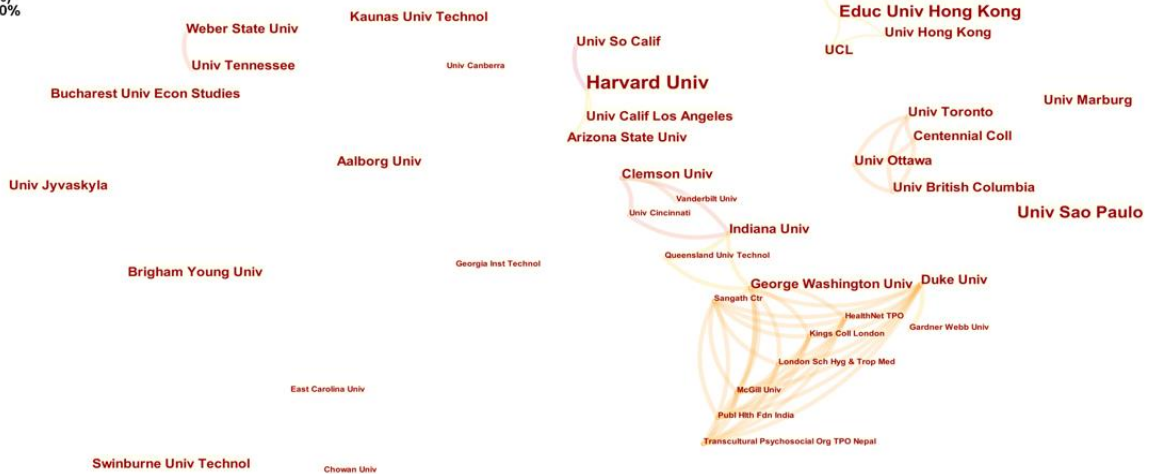 0%
Educ Univ Hong Kong
Kaunas Univ Technol
Weber State Univ
Univ Hong Kong
Univ So Calif
UCL
Univ Tennessee
Univ Canberra
Harvard Univ
Bucharest Univ Econ Studies
Univ Marburg
Univ Toronto
Univ Calif Los Angeles
Centennial Coll
Arizona State Univ
Aalborg Univ
Univ Ottawa
Clemson Univ
Univ Jyvaskyla
Univ British Columbia
Vanderbilt Univ
Univ Cincinnati
Univ Sao Paulo
Indiana Univ
Queensland Univ Technol
Georgia Inst Technol
Brigham Young Univ
Duke Univ
George Washington Univ
Sangath Ctr
HealthNet TPO
Gardner Webb Univ
Kings Coll London
London Sch Hyg & Trop Med
East Carolina Univ
McGill Univ
Publ Hlth Fdn India
Transcultural Psychosocial Org TPO Nepal
Swinburne Univ Technol
Chowan Univ